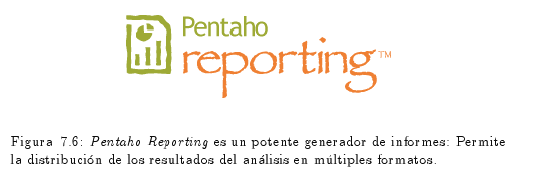 Pentaho
reporting™
Figura 7.6: Pentaho Reporting es un potente generador de informes: Permite
la distribución de los resultados del análisis en múltiples formatos.